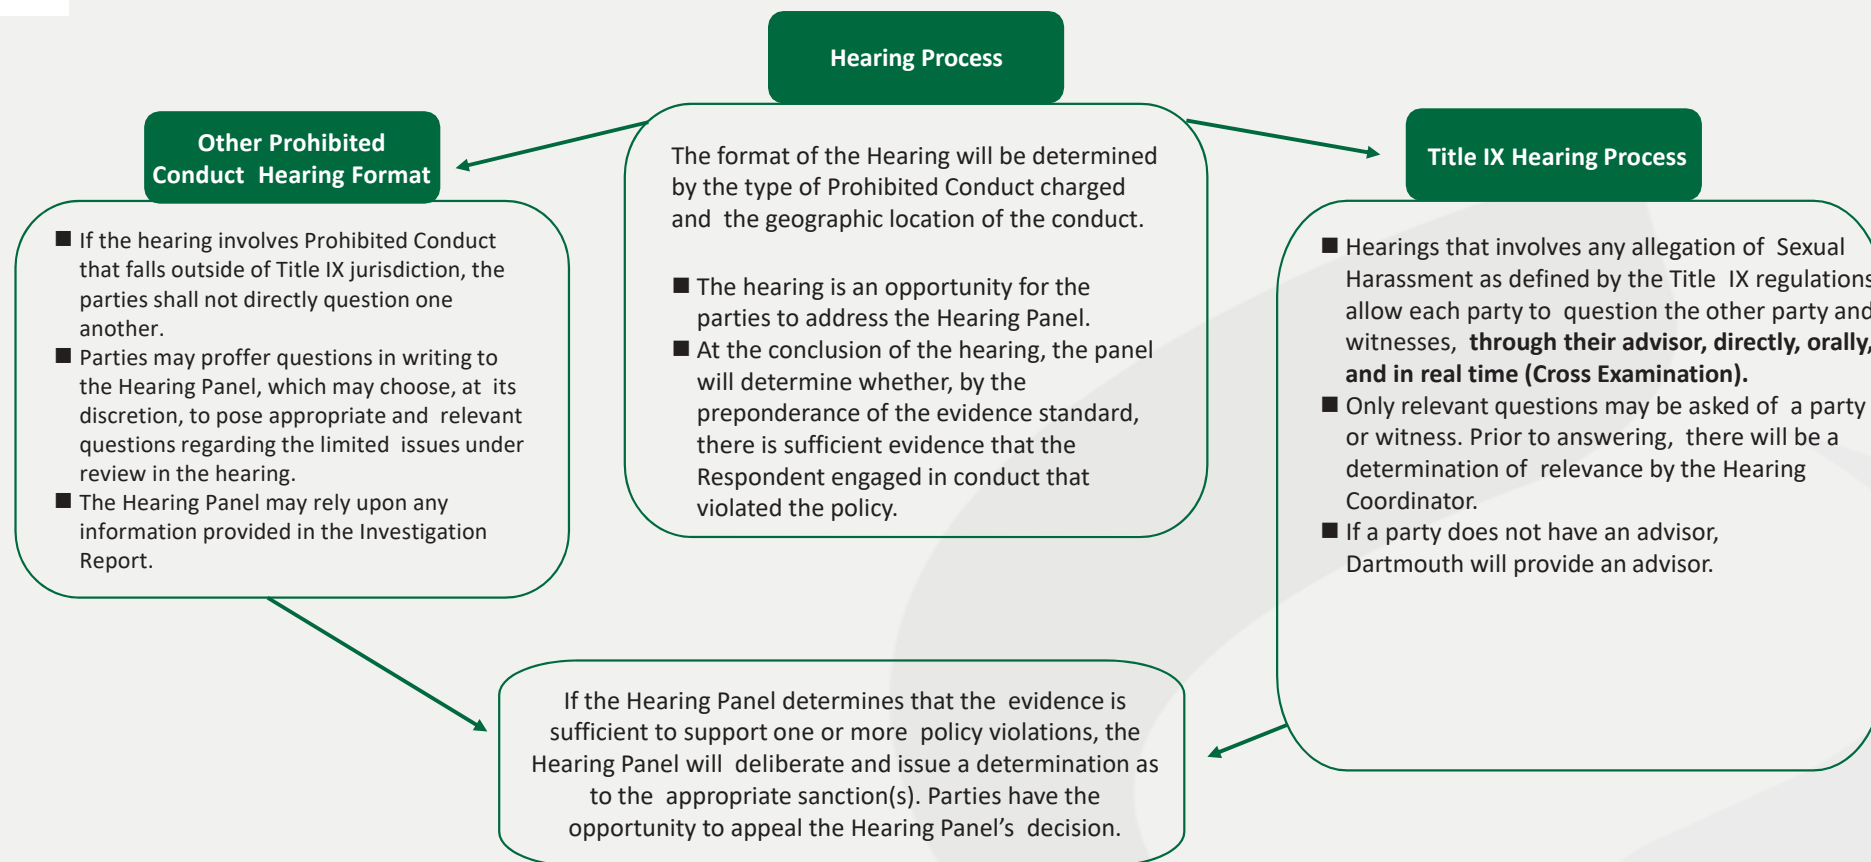 Hearing Process
The format of the Hearing will be determined
by the type of Prohibited Conduct charged
and the geographic location of the conduct.
■ The hearing is an opportunity for the
parties to address the Hearing Panel.
■ At the conclusion of the hearing, the panel
will determine whether, by the
preponderance of the evidence standard,
there is sufficient evidence that the
Respondent engaged in conduct that
violated the policy.
Other Prohibited
Conduct Hearing Format
■ If the hearing involves Prohibited Conduct
that falls outside of Title IX jurisdiction, the
parties shall not directly question one
another.
■ Parties may proffer questions in writing to
the Hearing Panel, which may choose, at its
discretion, to pose appropriate and relevant
questions regarding the limited issues under
review in the hearing.
■ The Hearing Panel may rely upon any
information provided in the Investigation
Report.
Title IX Hearing Process
■ Hearings that involves any allegation of Sexual
Harassment as defined by the Title IX regulations
allow each party to question the other party and
witnesses, through their advisor, directly, orally,
and in real time (Cross Examination).
■ Only relevant questions may be asked of a party
or witness. Prior to answering, there will be a
determination of relevance by the Hearing
Coordinator.
■ If a party does not have an advisor,
Dartmouth will provide an advisor.
If the Hearing Panel determines that the evidence is
sufficient to support one or more policy violations, the
Hearing Panel will deliberate and issue a determination as
to the appropriate sanction(s). Parties have the
opportunity to appeal the Hearing Panel’s decision.